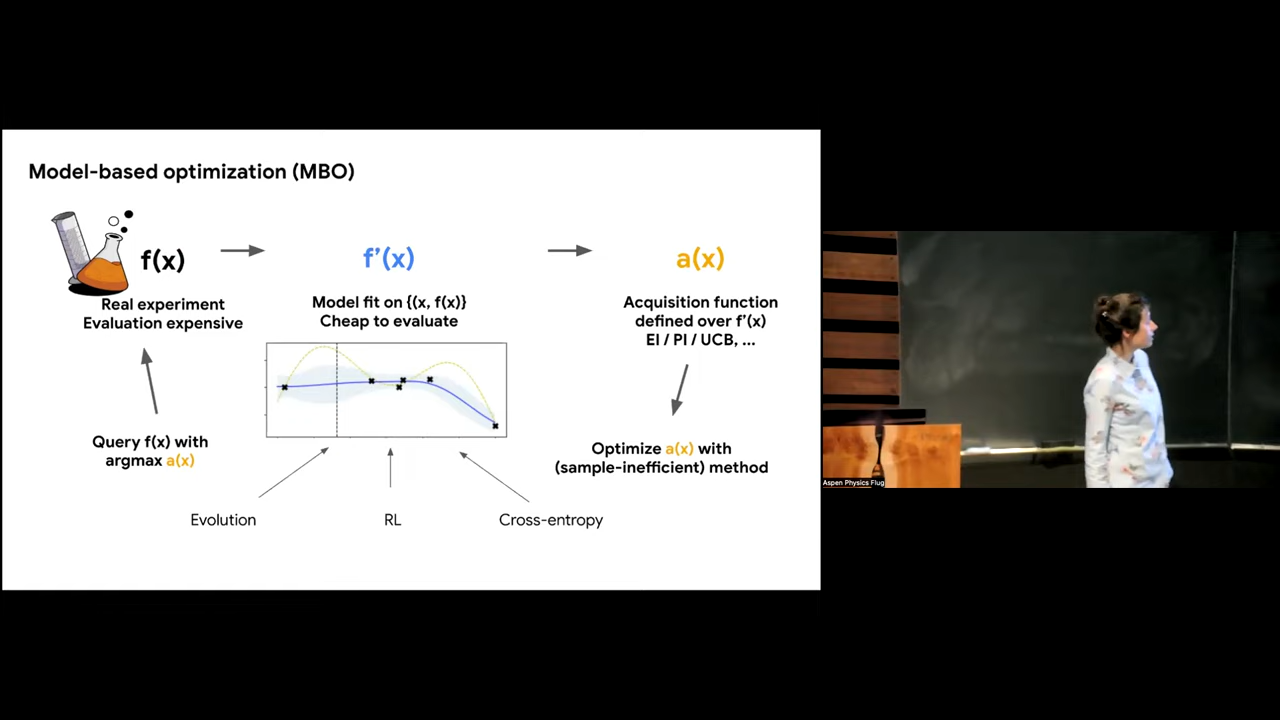 Model-based optimization (MBO)
f(x)
f'(x)
a(x)
Real experiment
Evaluation expensive
Model fit on {(x, f(x)}
Cheap to evaluate
Acquisition function
defined over f'(x)
EI / PI / UCB, ...
Query f(x) with
argmax a(x)
Optimize a(x) with
(sample-inefficient) method
Evolution
RL
Cross-entropy
Aspen Physics Flug